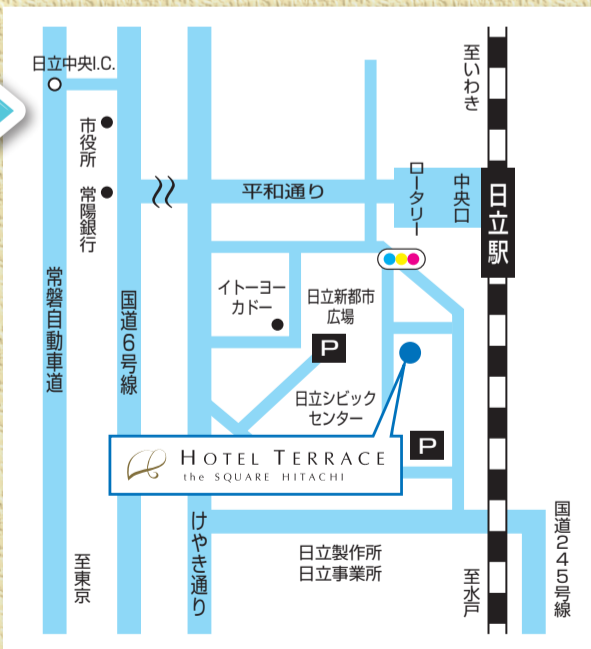 日立中央I.C.
至いわき
市役所
常陽銀行
平和通り
ロータリー
中央口
日立駅
常磐自動車道
国道6号線
イトーヨー
カドー
日立新都市
広場
P
日立シビック
センター
P
HOTEL TERRACE
the SQUARE HITACHI
けやき通り
日立製作所
日立事業所
至東京
至水戸
国道245号線